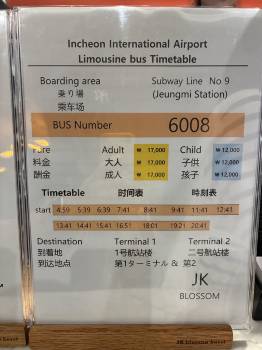 Incheon International Airport
Limousine bus Timetable
Boarding area Subway Line No 9
乗り場 (Jeungmi Station)
乘车场
BUS Number 6008
Fare Adult ₩ 17,000 Child ₩ 12,000
料金 大人 ₩ 17,000 子供 ₩ 12,000
酬金 成人 ₩ 17,000 孩子 ₩ 12,000
Timetable 时间表 時刻表
start 4:59 5:39 6:39 7:41 8:41 9:41 11:41 12:41
13:41 14:41 15:41 16:51 18:01 19:21 20:41
Destination Terminal 1 Terminal 2
到着地 1号航站楼 二号航站楼
到达地点 第1ターミナル & 第2
JK
BLOSSOM
JK Blossom hotel